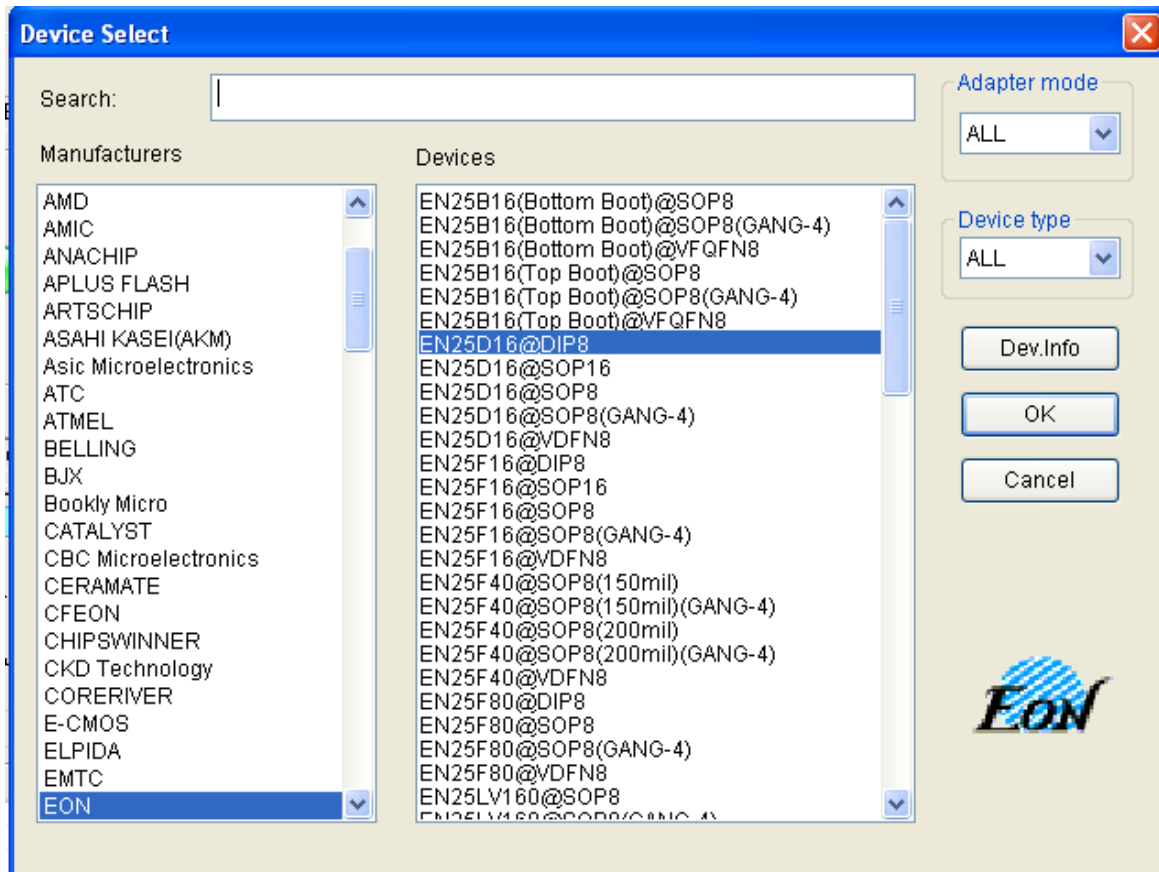 Device Select
Search:
Adapter mode
ALL
Manufacturers
Devices
AMD
AMIC
ANACHIP
APLUS FLASH
ARTSCHIP
ASAHI KASEI(AKM)
Asic Microelectronics
ATC
ATMEL
BELLING
BJX
Bookly Micro
CATALYST
CBC Microelectronics
CERAMATE
CFEON
CHIPSWINNER
CKD Technology
CORERIVER
E-CMOS
ELPIDA
EMTC
EON
EN25B16(Bottom Boot)@SOP8
EN25B16(Bottom Boot)@SOP8(GANG-4)
EN25B16(Bottom Boot)@VFQFN8
EN25B16(Top Boot)@SOP8
EN25B16(Top Boot)@SOP8(GANG-4)
EN25B16(Top Boot)@VFQFN8
EN25D16@DIP8
EN25D16@SOP16
EN25D16@SOP8
EN25D16@SOP8(GANG-4)
EN25D16@VDFN8
EN25F16@DIP8
EN25F16@SOP16
EN25F16@SOP8
EN25F16@SOP8(GANG-4)
EN25F16@VDFN8
EN25F40@SOP8(150mil)
EN25F40@SOP8(150mil)(GANG-4)
EN25F40@SOP8(200mil)
EN25F40@SOP8(200mil)(GANG-4)
EN25F40@VDFN8
EN25F80@DIP8
EN25F80@SOP8
EN25F80@SOP8(GANG-4)
EN25F80@VDFN8
EN25LV160@SOP8
EN25LV160@SOP8(GANG-4)
Device type
ALL
Dev.Info
OK
Cancel
EON